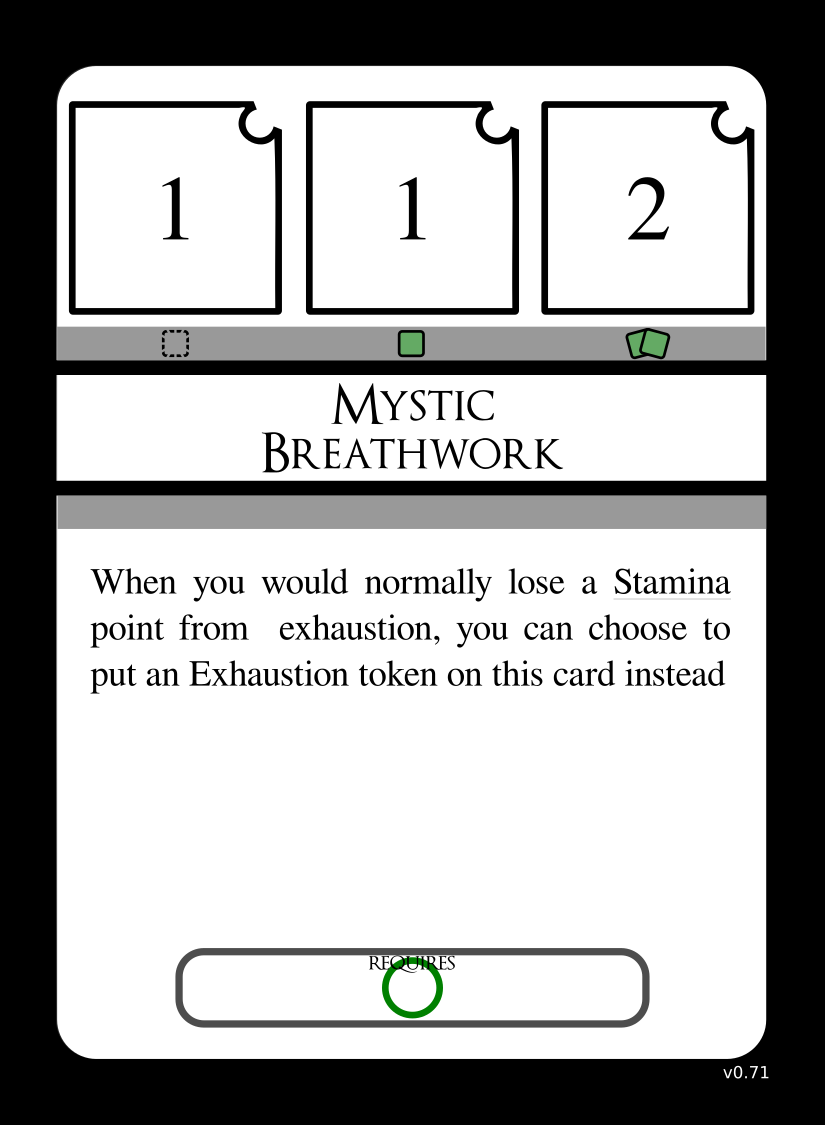 1 1 2
Mystic
Breathwork
When you would normally lose a Stamina
point from exhaustion, you can choose to
put an Exhaustion token on this card instead
REQUIRES
v0.71